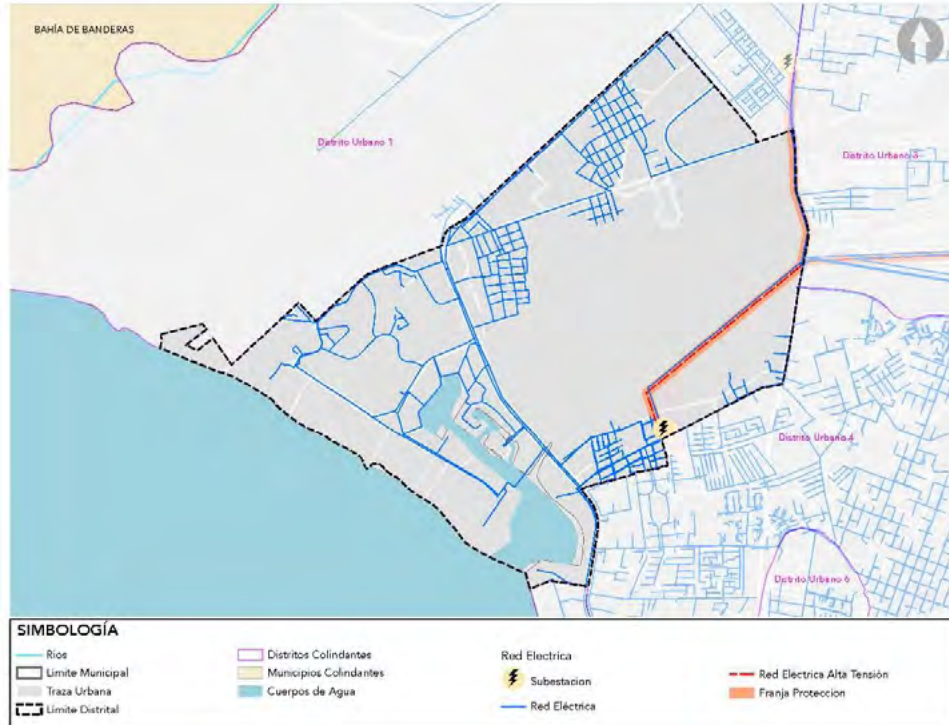 BAHÍA DE BANDERAS
Distrito Urbano 1
Distrito Urbano 3
Distrito Urbano 4
Distrito Urbano 6
SIMBOLOGÍA
Ríos
Límite Municipal
Traza Urbana
Límite Distrital
Distritos Colindantes
Municipios Colindantes
Cuerpos de Agua
Red Electrica
Subestacion
Red Eléctrica
Red Electrica Alta Tensión
Franja Proteccion